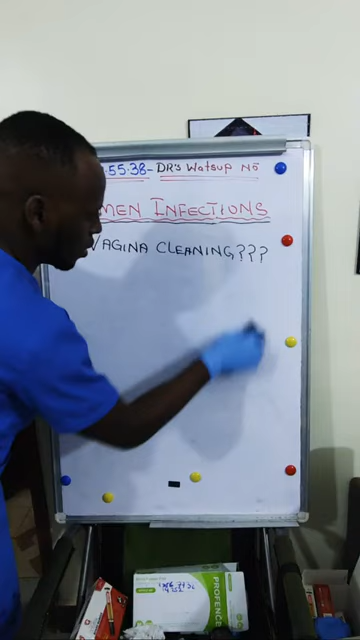 .55.38- DR's Watsup No
MEN INFECTIONS
VAGINA CLEANING???
PROFENCE